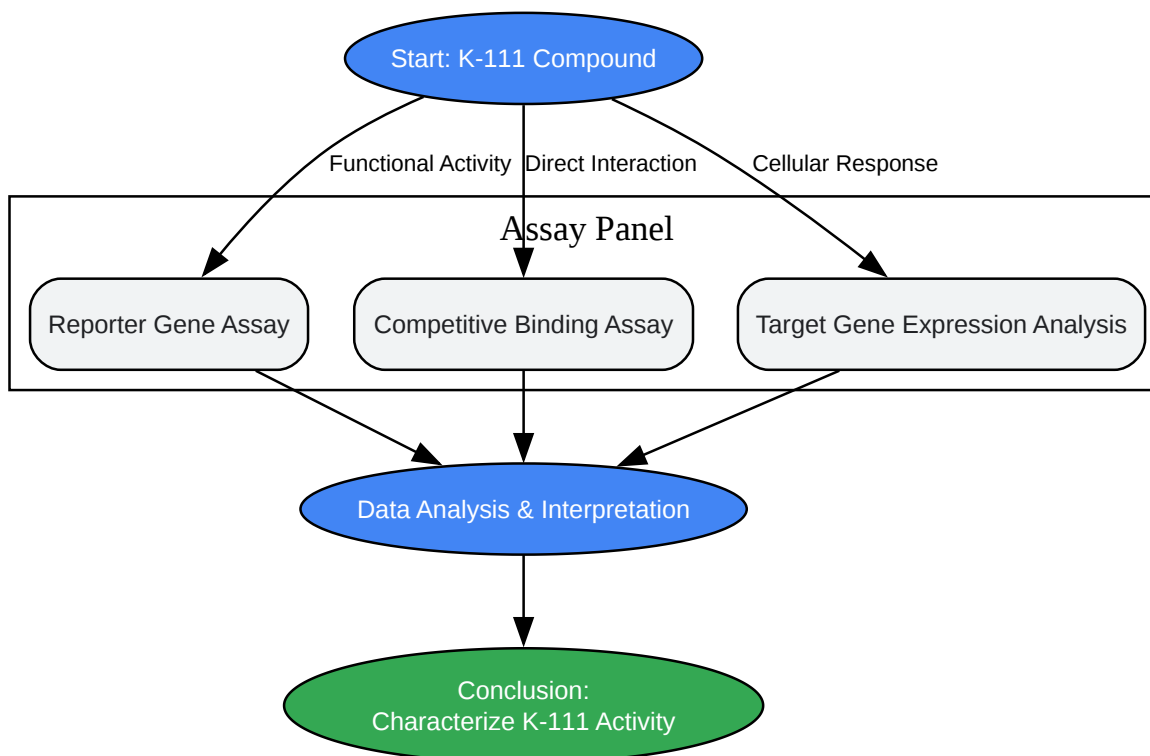 Start: K-111 Compound
Functional Activity
Direct Interaction
Cellular Response
Assay Panel
Reporter Gene Assay
Competitive Binding Assay
Target Gene Expression Analysis
Data Analysis & Interpretation
Conclusion:
Characterize K-111 Activity